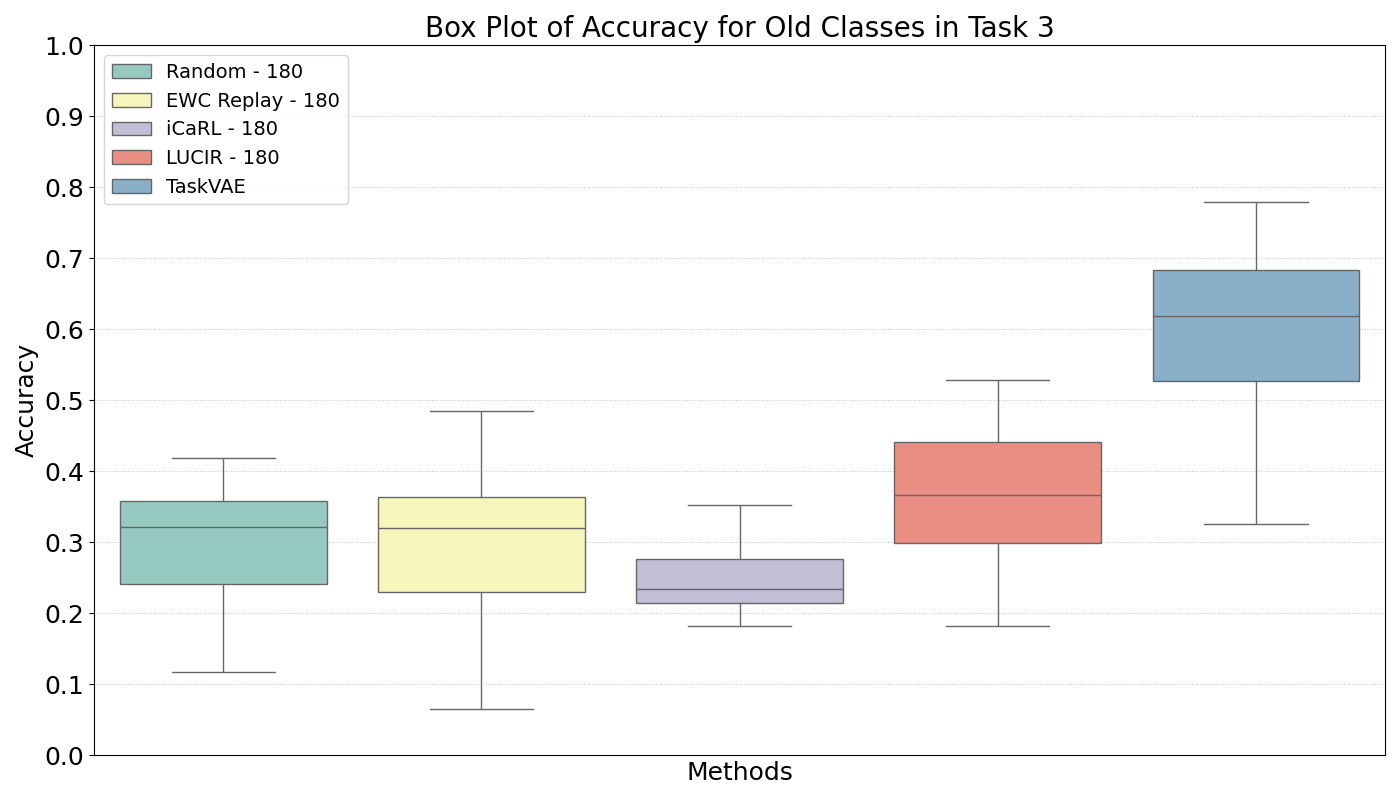 Box Plot of Accuracy for Old Classes in Task 3
1.0
0.9
0.8
0.7
0.6
0.5
0.4
0.3
0.2
0.1
0.0
Accuracy
Random - 180
EWC Replay - 180
iCaRL - 180
LUCIR - 180
TaskVAE
Methods